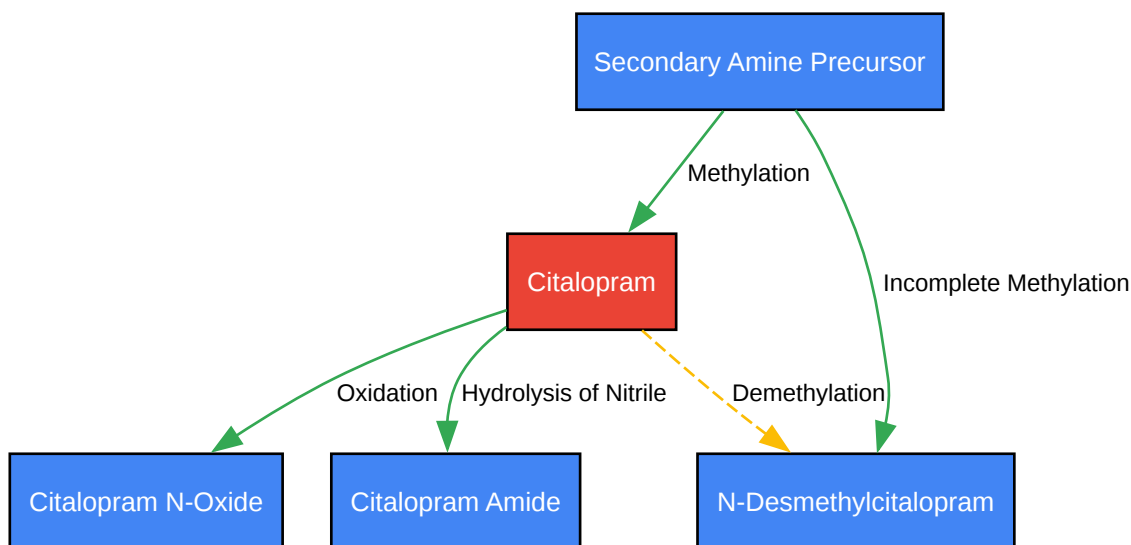 Secondary Amine Precursor
Methylation
Citalopram
Incomplete Methylation
Oxidation
Hydrolysis of Nitrile
Demethylation
Citalopram N-Oxide
Citalopram Amide
N-Desmethylcitalopram